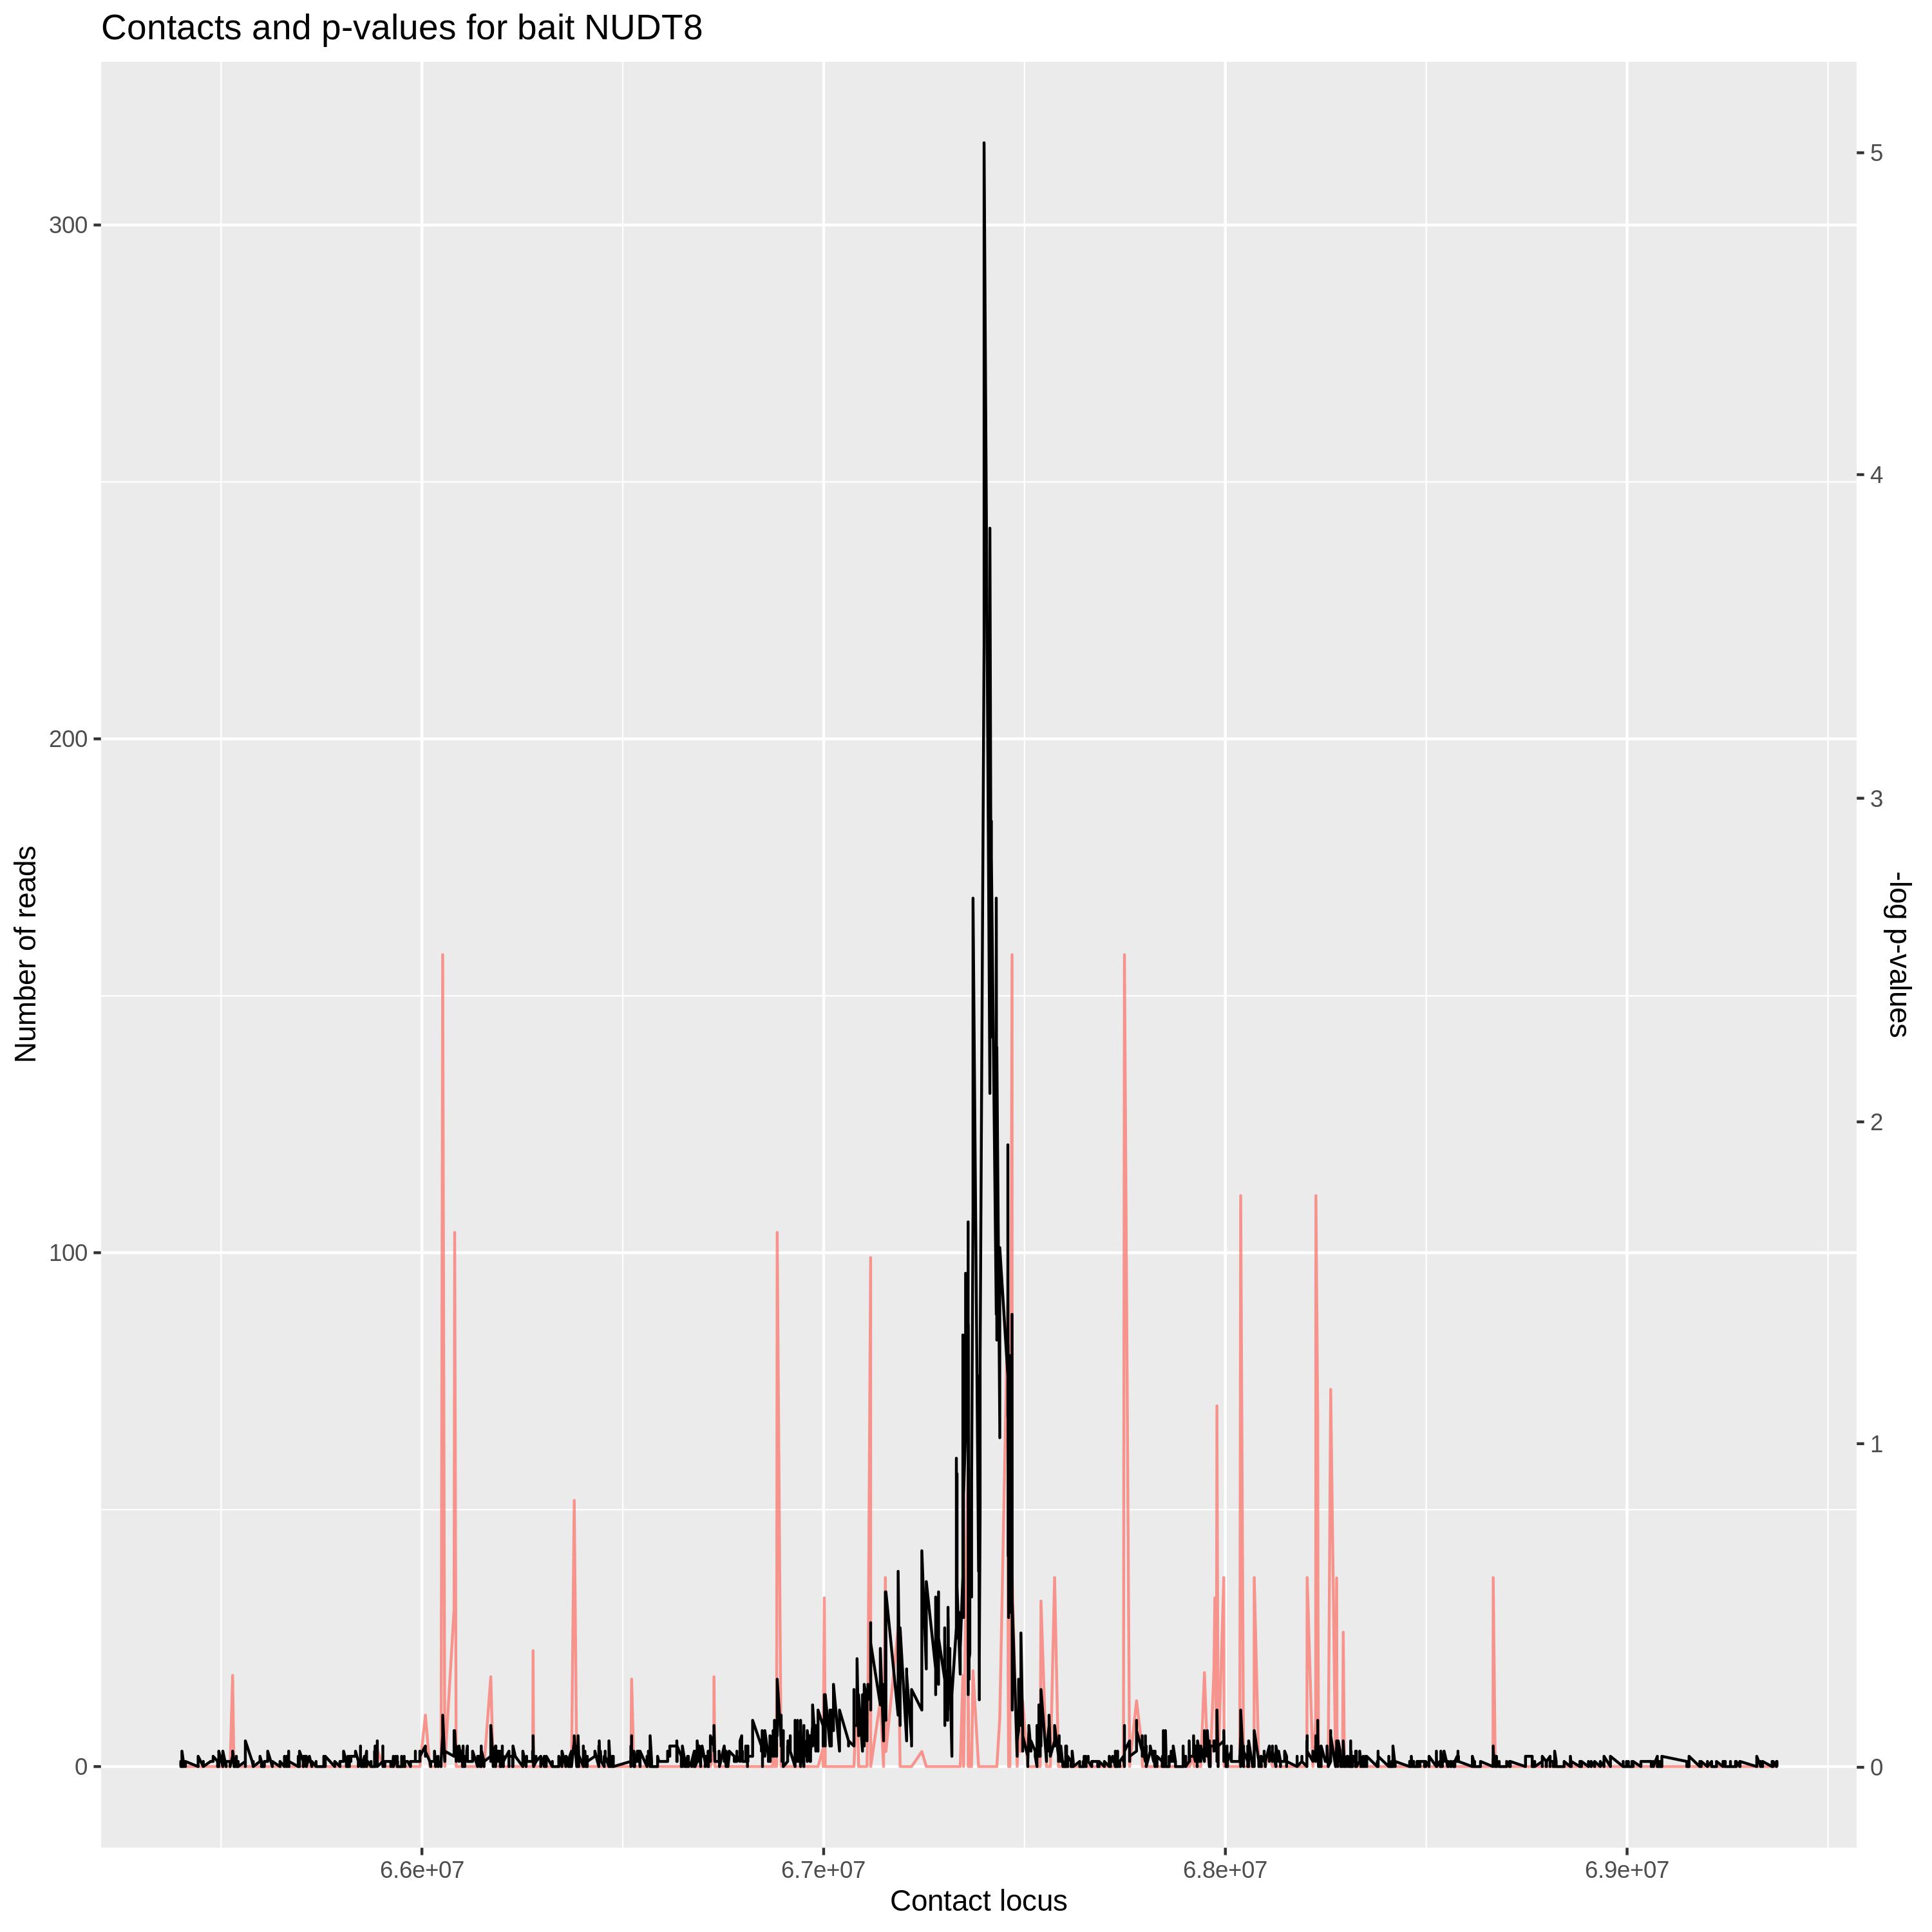 Contacts and p-values for bait NUDT8
300
200
100
0
5
4
3
2
1
0
Number of reads
-log p-values
6.6e+07
6.7e+07
6.8e+07
6.9e+07
Contact locus